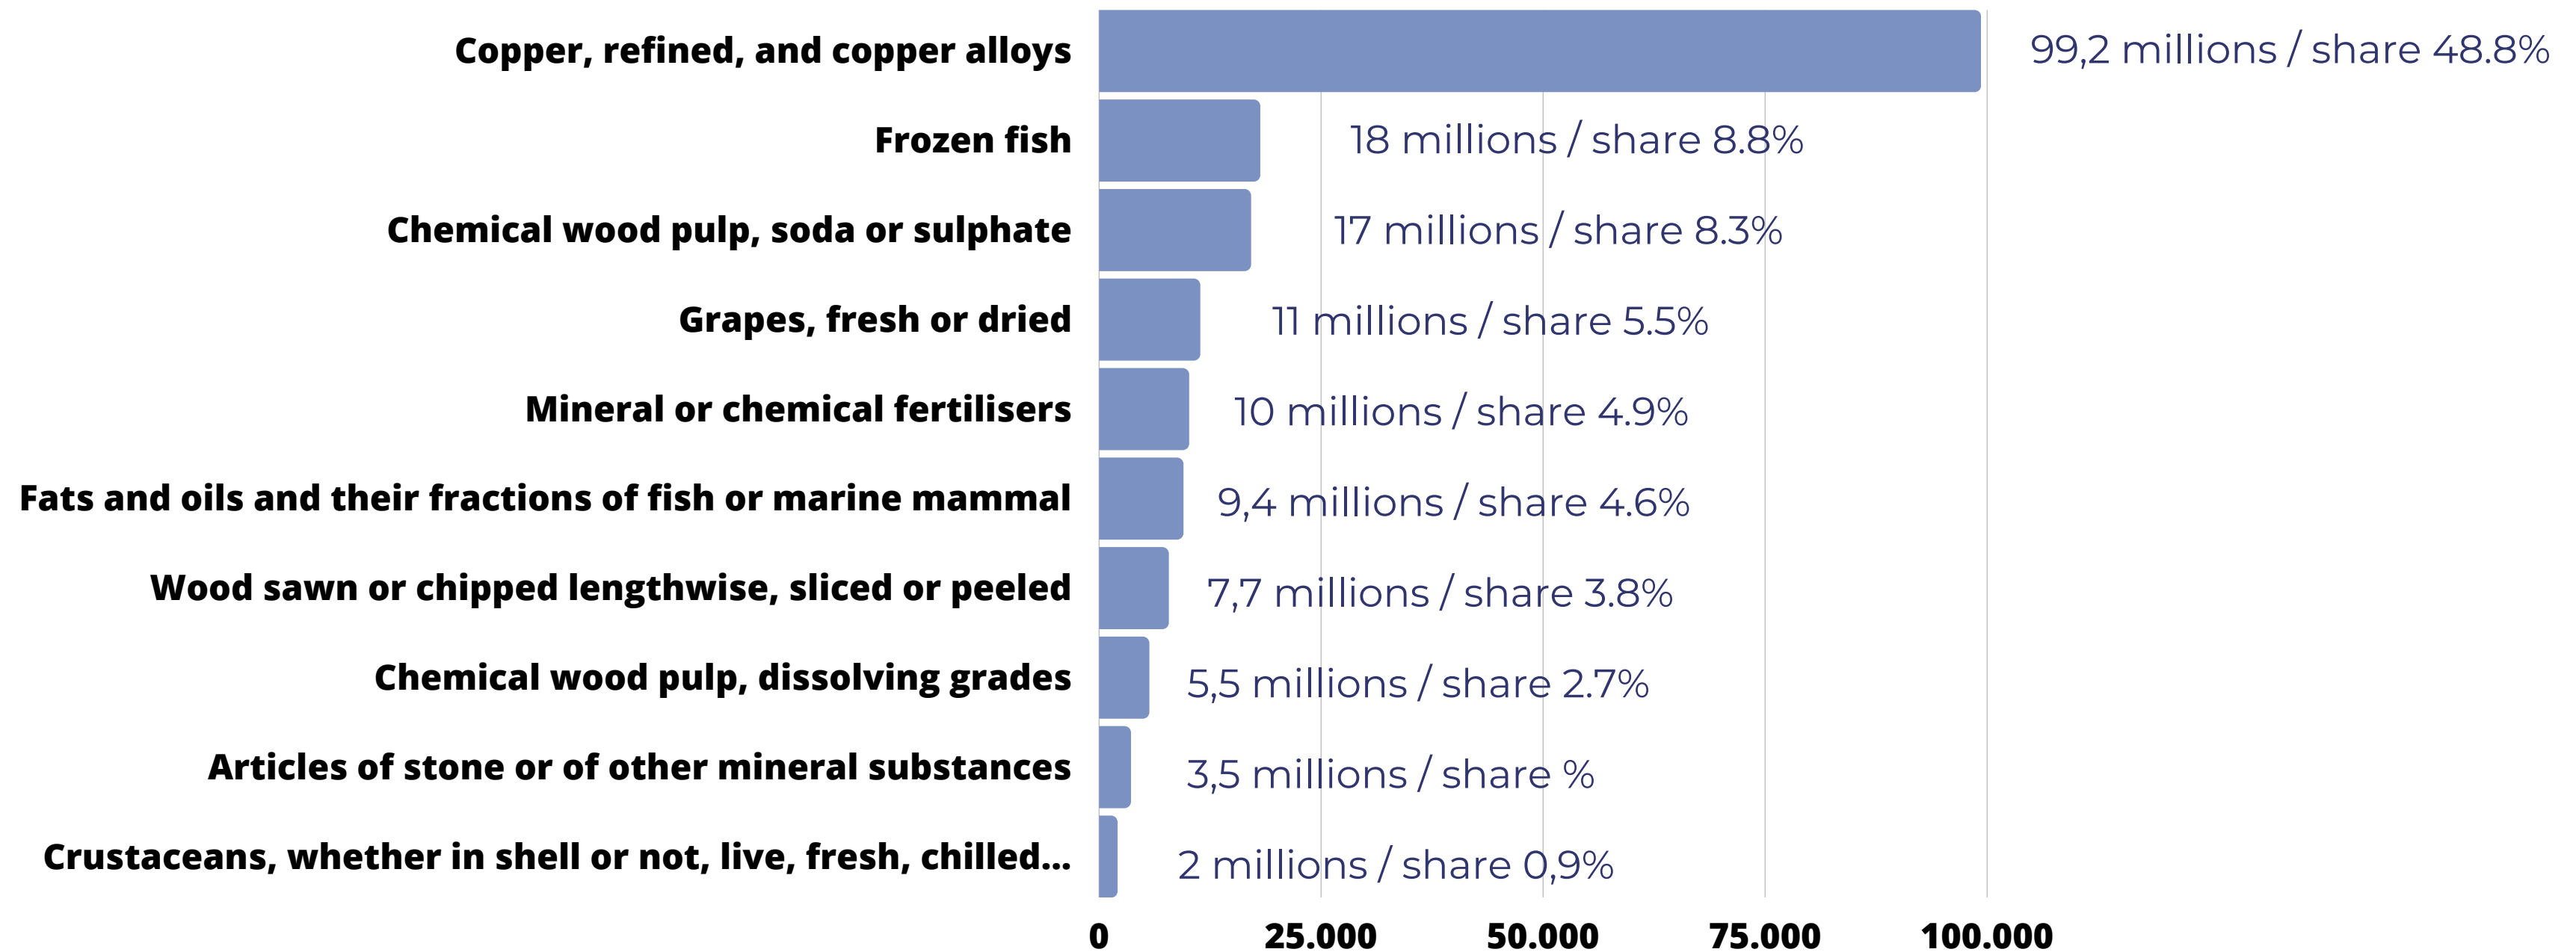 Copper, refined, and copper alloys 99,2 millions / share 48.8%
Frozen fish 18 millions / share 8.8%
Chemical wood pulp, soda or sulphate 17 millions / share 8.3%
Grapes, fresh or dried 11 millions / share 5.5%
Mineral or chemical fertilisers 10 millions / share 4.9%
Fats and oils and their fractions of fish or marine mammal 9,4 millions / share 4.6%
Wood sawn or chipped lengthwise, sliced or peeled 7,7 millions / share 3.8%
Chemical wood pulp, dissolving grades 5,5 millions / share 2.7%
Articles of stone or of other mineral substances 3,5 millions / share %
Crustaceans, whether in shell or not, live, fresh, chilled... 2 millions / share 0,9%
0 25.000 50.000 75.000 100.000